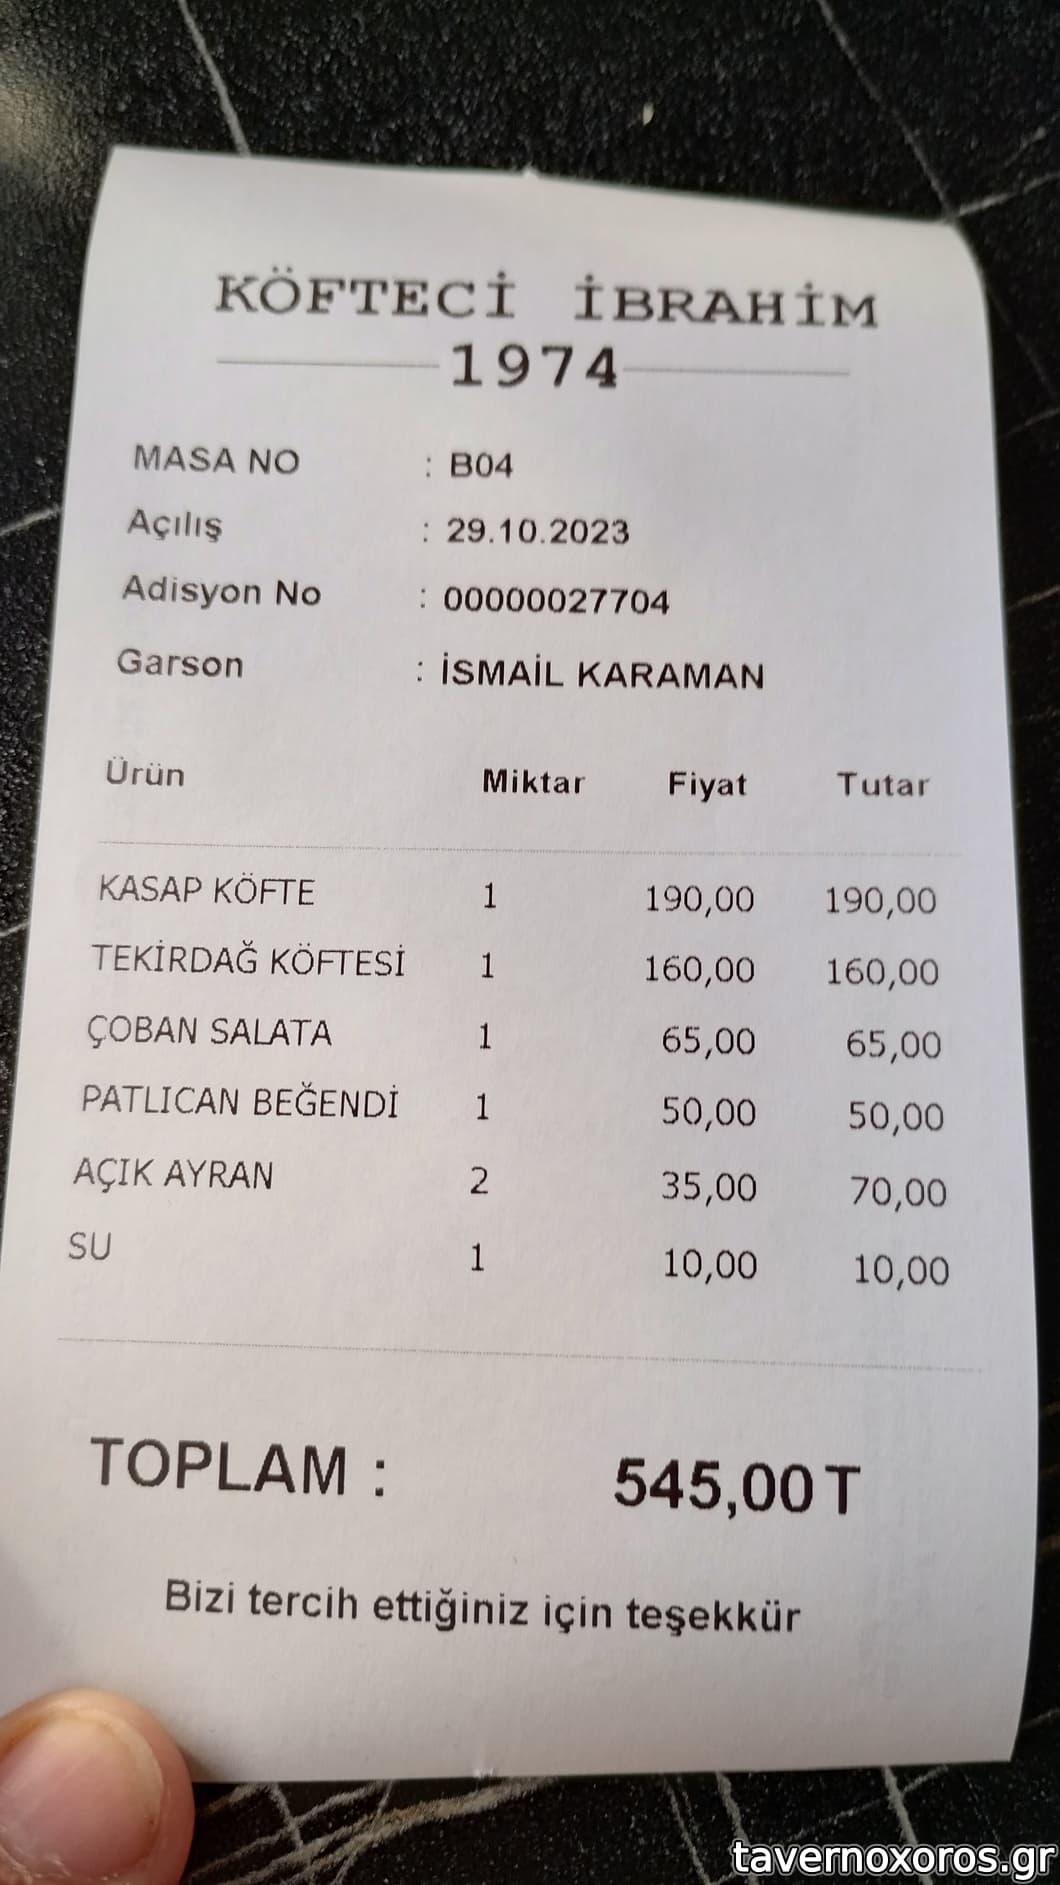 KÖFTECİ İBRAHİM
1974
MASA NO : B04
Açılış : 29.10.2023
Adisyon No : 00000027704
Garson : İSMAİL KARAMAN
Ürün Miktar Fiyat Tutar
KASAP KÖFTE 1 190,00 190,00
TEKİRDAĞ KÖFTESİ 1 160,00 160,00
ÇOBAN SALATA 1 65,00 65,00
PATLICAN BEĞENDİ 1 50,00 50,00
AÇIK AYRAN 2 35,00 70,00
SU 1 10,00 10,00
TOPLAM : 545,00 T
Bizi tercih ettiğiniz için teşekkür
tavernoxoros.gr